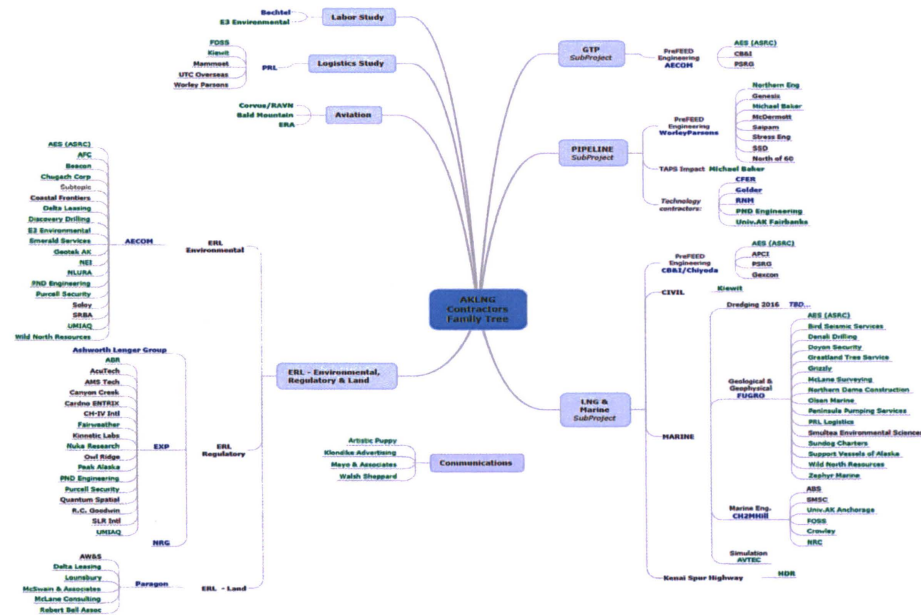 Bechtel
E3 Environmental
Labor Study
FOSS
Kiewit
Mammoet
UTC Overseas
Worley Parsons
PRL
Logistics Study
Corvus/RAVN
Bald Mountain
ERA
Aviation
AES (ASRC)
AFC
Beacon
Chugach Corp
Subtopic
Coastal Frontiers
Delta Leasing
Discovery Drilling
E3 Environmental
Emerald Services
Geotek AK
NEI
NLURA
PND Engineering
Purcell Security
Soloy
SRBA
UMIAQ
Wild North Resources
AECOM
ERL
Environmental
Ashworth Lenger Group
ABR
AcuTech
AMS Tech
Canyon Creek
Cardno ENTRIX
CH-IV Intl
Fairweather
Kinnetic Labs
Nuka Research
Owl Ridge
Peak Alaska
PND Engineering
Purcell Security
Quantum Spatial
R.C. Goodwin
SLR Intl
UMIAQ
EXP
NRG
ERL
Regulatory
AW&S
Delta Leasing
Lounsbury
McSwain & Associates
McLane Consulting
Robert Bell Assoc
Paragon
ERL - Land
ERL - Environmental,
Regulatory & Land
Artistic Puppy
Klondike Advertising
Mayo & Associates
Walsh Sheppard
Communications
AKLNG
Contractors
Family Tree
GTP
SubProject
PreFEED
Engineering
AECOM
AES (ASRC)
CB&I
PSRG
PIPELINE
SubProject
PreFEED
Engineering
WorleyParsons
Northern Eng
Genesis
Michael Baker
McDermott
Saipam
Stress Eng
SSD
North of 60
TAPS Impact Michael Baker
Technology
contractors:
CFER
Golder
RNM
PND Engineering
Univ.AK Fairbanks
LNG &
Marine
SubProject
PreFEED
Engineering
CB&I/Chiyoda
AES (ASRC)
APCI
PSRG
Gexcon
CIVIL Kiewit
MARINE
Dredging 2016 TBD...
Geological &
Geophysical
FUGRO
AES (ASRC)
Bird Seismic Services
Denali Drilling
Doyon Security
Greatland Tree Service
Grizzly
McLane Surveying
Northern Dame Construction
Olsen Marine
Peninsula Pumping Services
PRL Logistics
Smultea Environmental Sciences
Sundog Charters
Support Vessels of Alaska
Wild North Resources
Zephyr Marine
Marine Eng.
CH2MHill
ABS
BMSC
Univ.AK Anchorage
FOSS
Crowley
NRC
Simulation
AVTEC
Kenai Spur Highway HDR